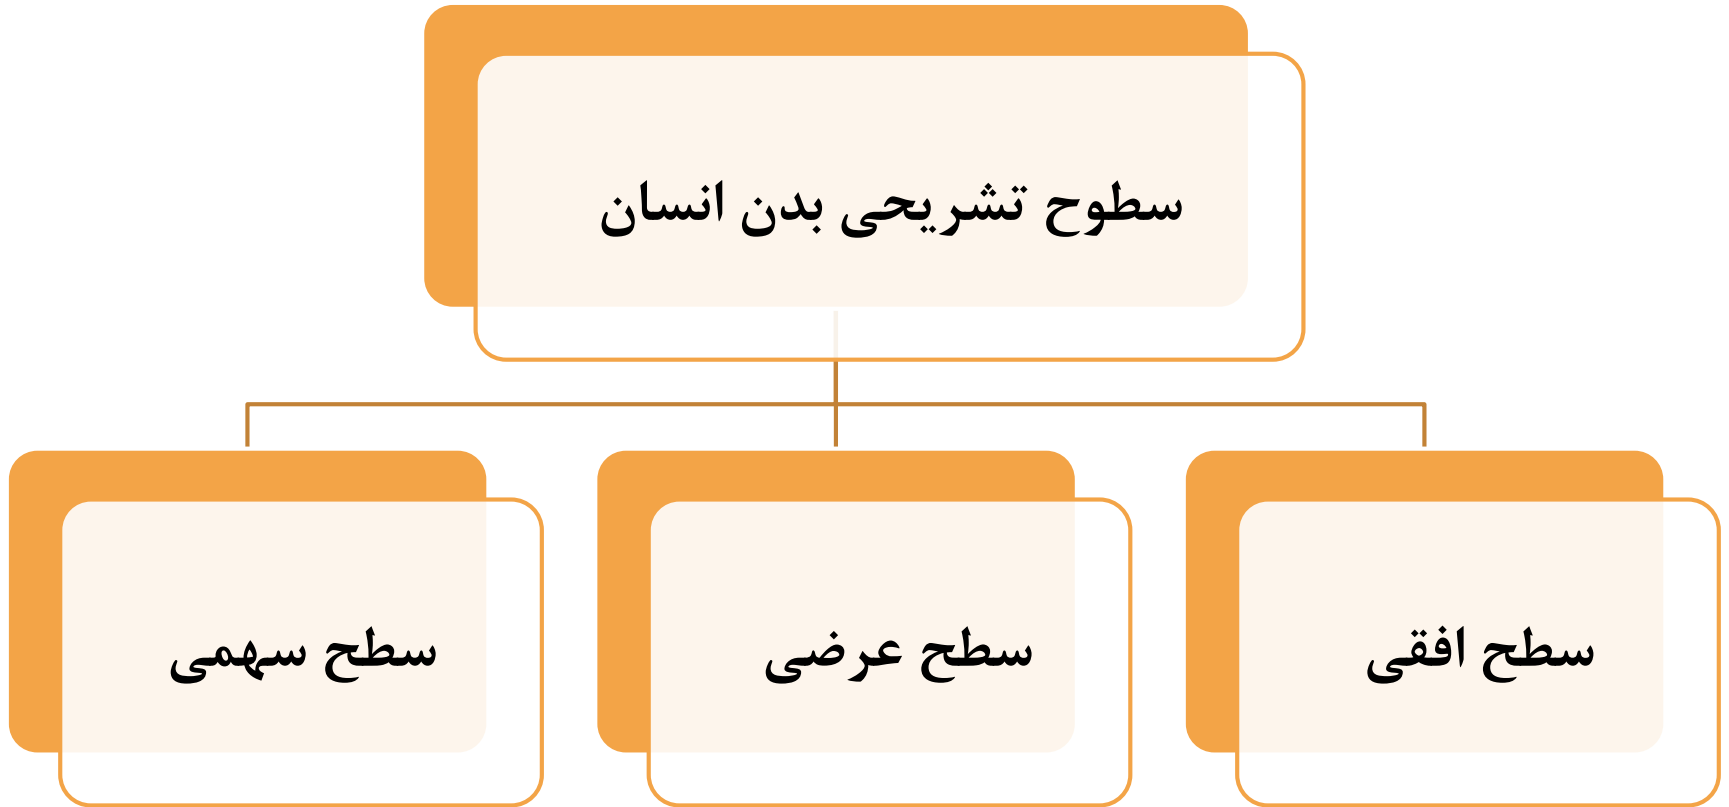 سطوح تشریحی بدن انسان
سطح افقی
سطح عرضی
سطح سهمی